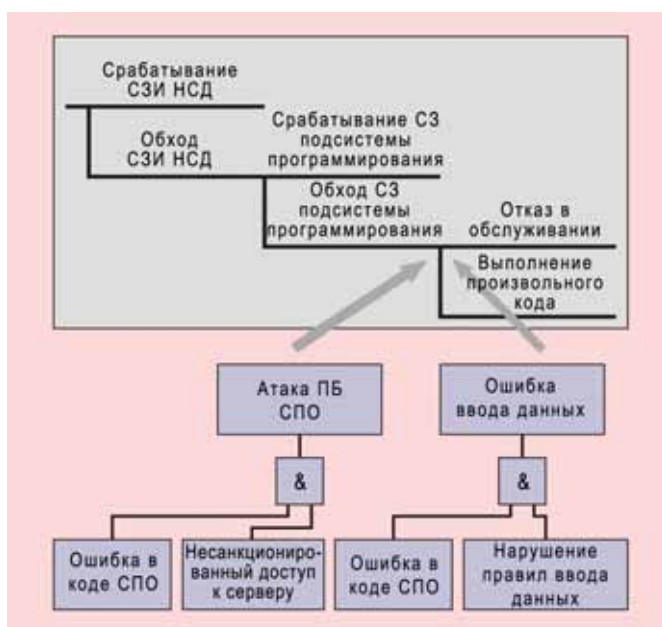 Срабатывание
СЗИ НСД
Обход
СЗИ НСД
Срабатывание СЗ
подсистемы
программирования
Обход СЗ
подсистемы
программирования
Отказ в
обслуживании
Выполнение
произвольного
кода
Атака ПБ
СПО
Ошибка
ввода данных
&
&
Ошибка в
коде СПО
Несанкциониро-
ванный доступ
к серверу
Ошибка в
коде СПО
Нарушение
правил ввода
данных